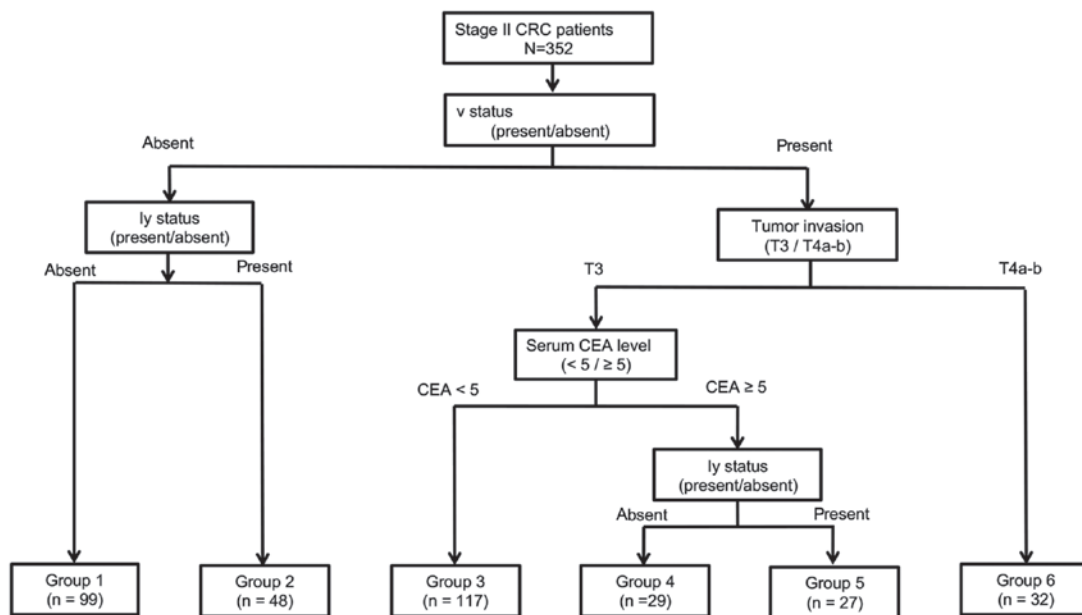 Stage II CRC patients
N=352
v status
(present/absent)
Absent
Present
ly status
(present/absent)
Tumor invasion
(T3 / T4a-b)
Absent
Present
T3
T4a-b
Serum CEA level
(< 5 / ≥ 5)
CEA < 5
CEA ≥ 5
ly status
(present/absent)
Absent
Present
Group 1
(n = 99)
Group 2
(n = 48)
Group 3
(n = 117)
Group 4
(n =29)
Group 5
(n = 27)
Group 6
(n = 32)